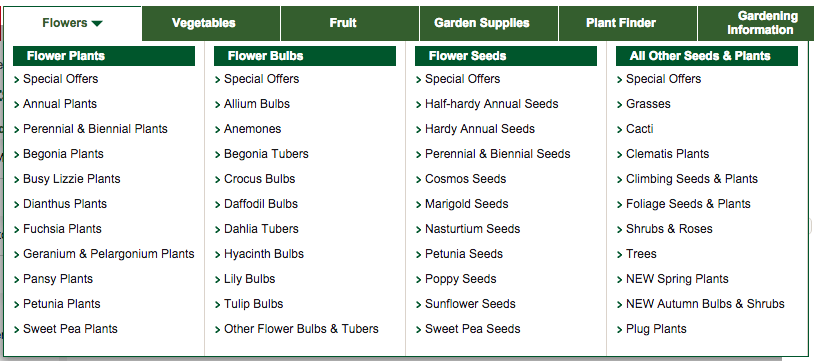 Flowers
Vegetables
Fruit
Garden Supplies
Plant Finder
Gardening
Information
Flower Plants
Special Offers
Annual Plants
Perennial & Biennial Plants
Begonia Plants
Busy Lizzie Plants
Dianthus Plants
Fuchsia Plants
Geranium & Pelargonium Plants
Pansy Plants
Petunia Plants
Sweet Pea Plants
Flower Bulbs
Special Offers
Allium Bulbs
Anemones
Begonia Tubers
Crocus Bulbs
Daffodil Bulbs
Dahlia Tubers
Hyacinth Bulbs
Lily Bulbs
Tulip Bulbs
Other Flower Bulbs & Tubers
Flower Seeds
Special Offers
Half-hardy Annual Seeds
Hardy Annual Seeds
Perennial & Biennial Seeds
Cosmos Seeds
Marigold Seeds
Nasturtium Seeds
Petunia Seeds
Poppy Seeds
Sunflower Seeds
Sweet Pea Seeds
All Other Seeds & Plants
Special Offers
Grasses
Cacti
Clematis Plants
Climbing Seeds & Plants
Foliage Seeds & Plants
Shrubs & Roses
Trees
NEW Spring Plants
NEW Autumn Bulbs & Shrubs
Plug Plants